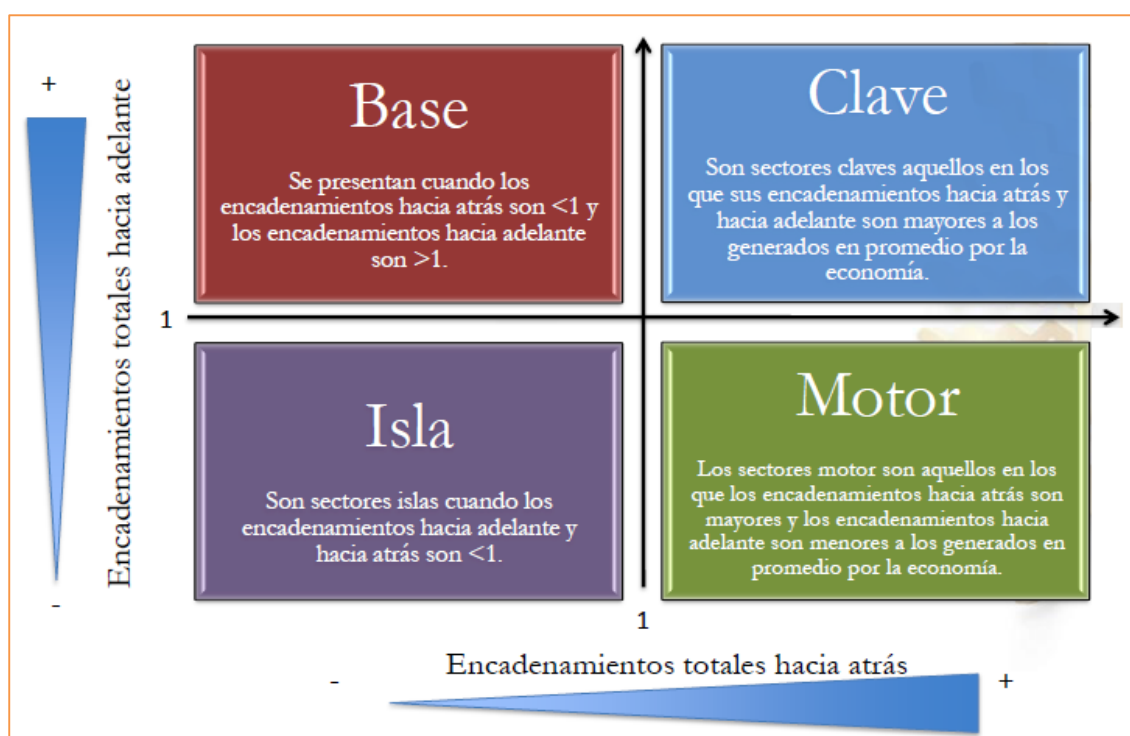 +
Encadenamientos totales hacia adelante
-
Base
Se presentan cuando los
encadenamientos hacia atrás son <1 y
los encadenamientos hacia adelante
son >1.
Clave
Son sectores claves aquellos en los
que sus encadenamientos hacia atrás y
hacia adelante son mayores a los
generados en promedio por la
economía.
1
Isla
Son sectores islas cuando los
encadenamientos hacia adelante y
hacia atrás son <1.
Motor
Los sectores motor son aquellos en los
que los encadenamientos hacia atrás son
mayores y los encadenamientos hacia
adelante son menores a los generados en
promedio por la economía.
1
Encadenamientos totales hacia atrás
-
+